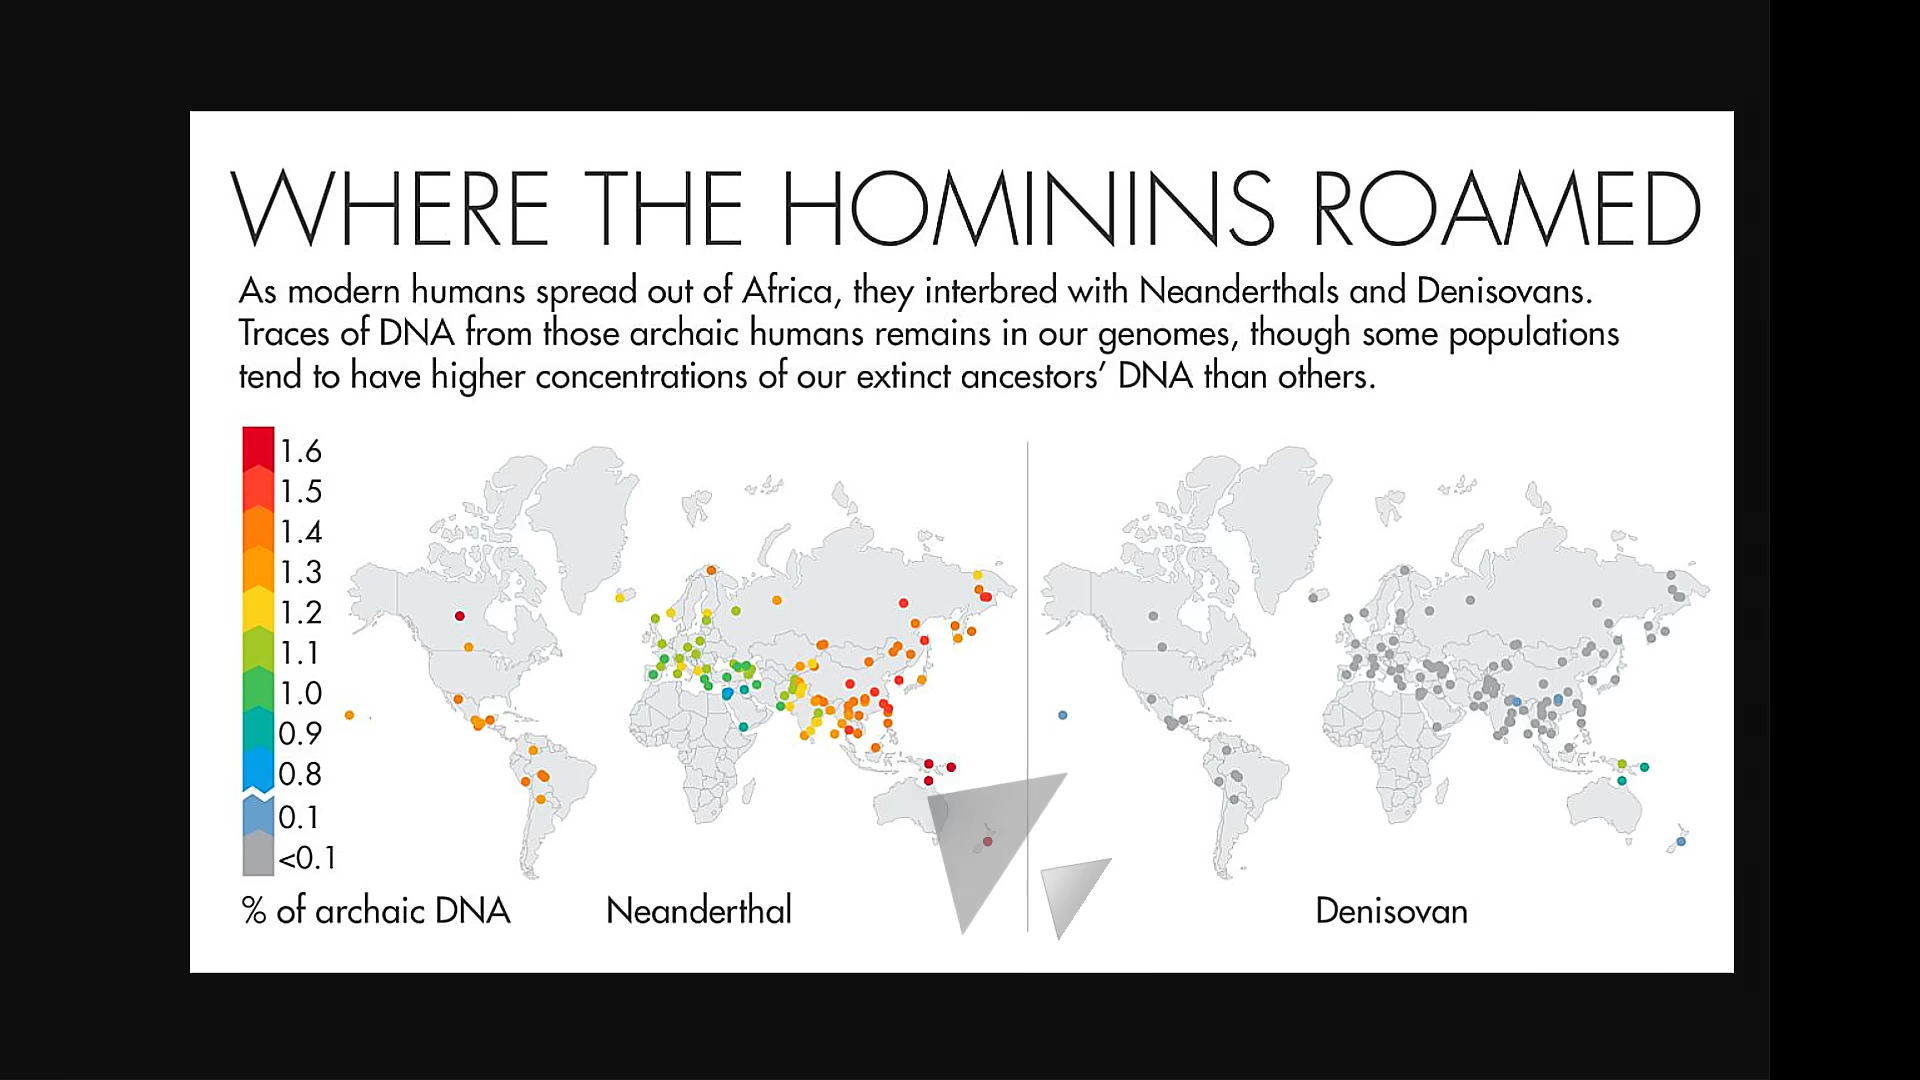 WHERE THE HOMININS ROAMED
As modern humans spread out of Africa, they interbred with Neanderthals and Denisovans.
Traces of DNA from those archaic humans remains in our genomes, though some populations
tend to have higher concentrations of our extinct ancestors’ DNA than others.
1.6
1.5
1.4
1.3
1.2
1.1
1.0
0.9
0.8
0.1
<0.1
% of archaic DNA
Neanderthal
Denisovan